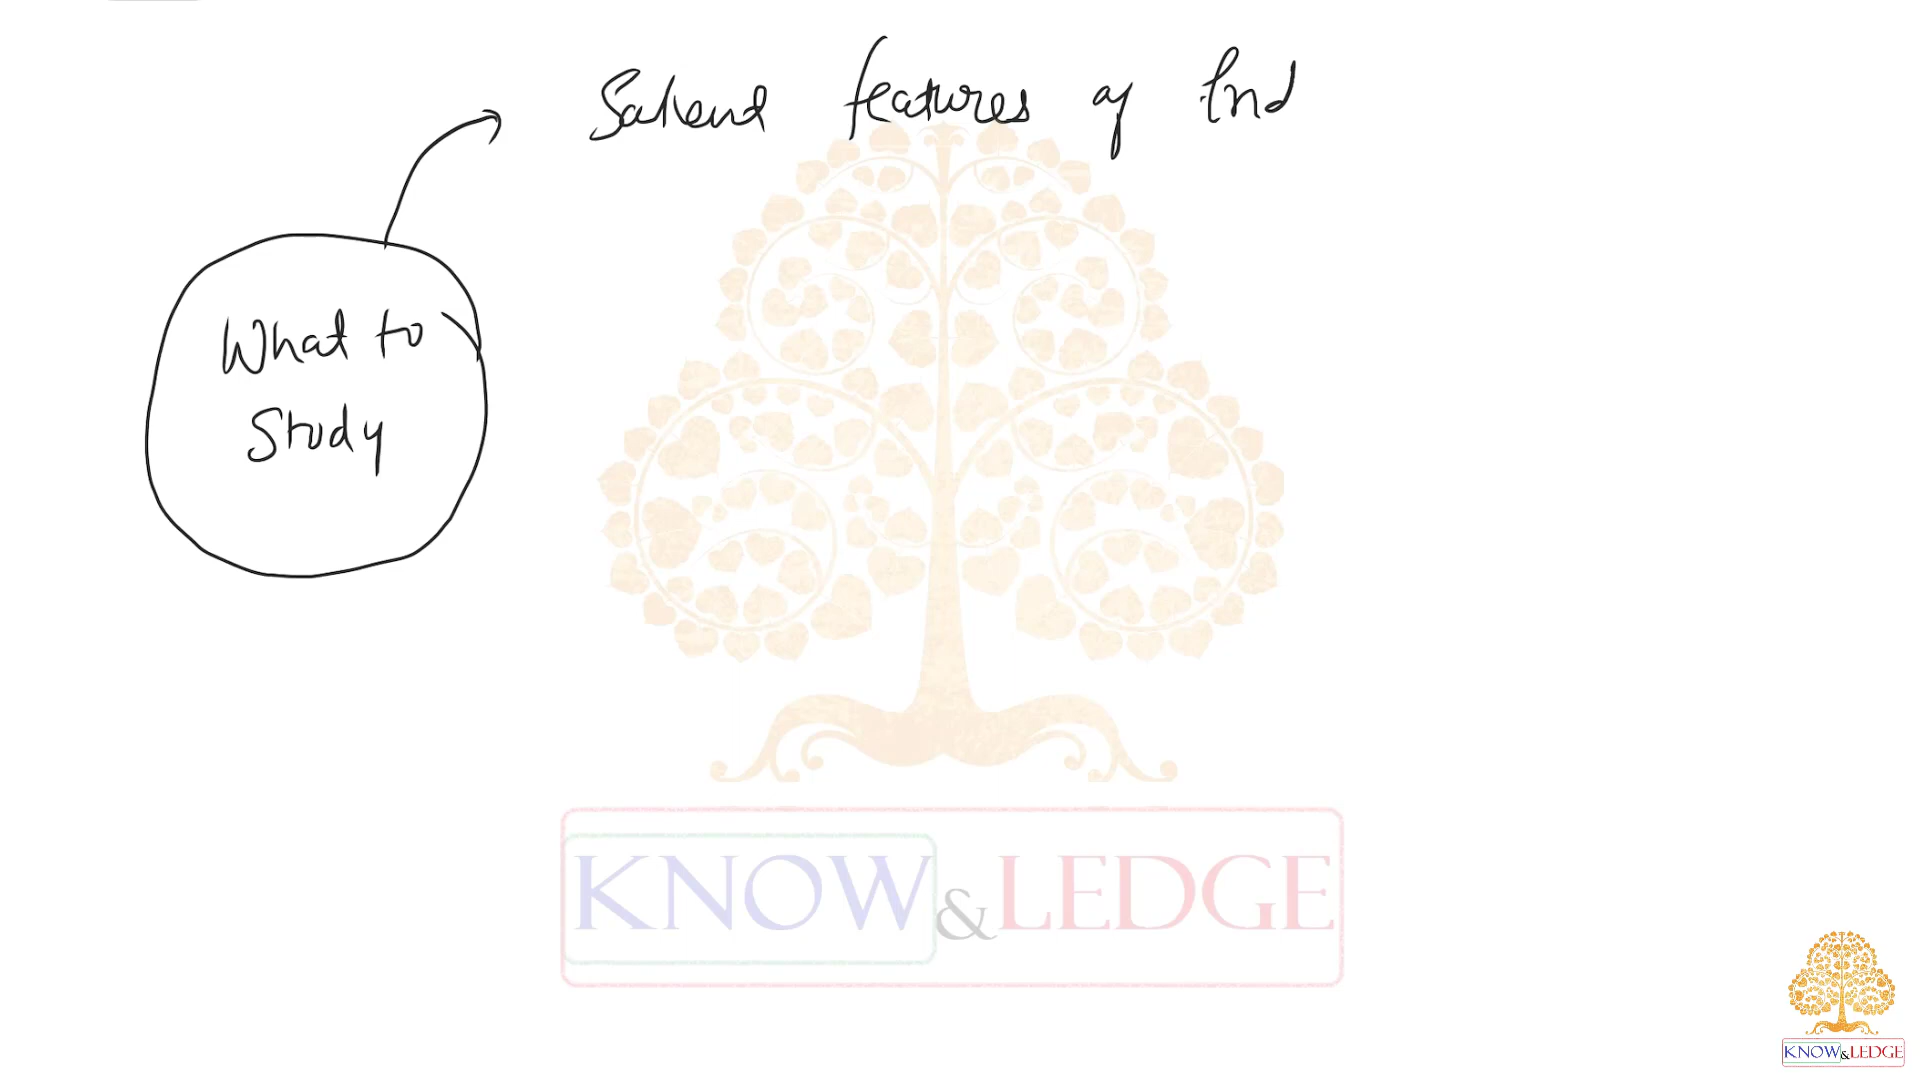 Salient features of Ind
What to
Study
KNOW&LEDGE
KNOW&LEDGE